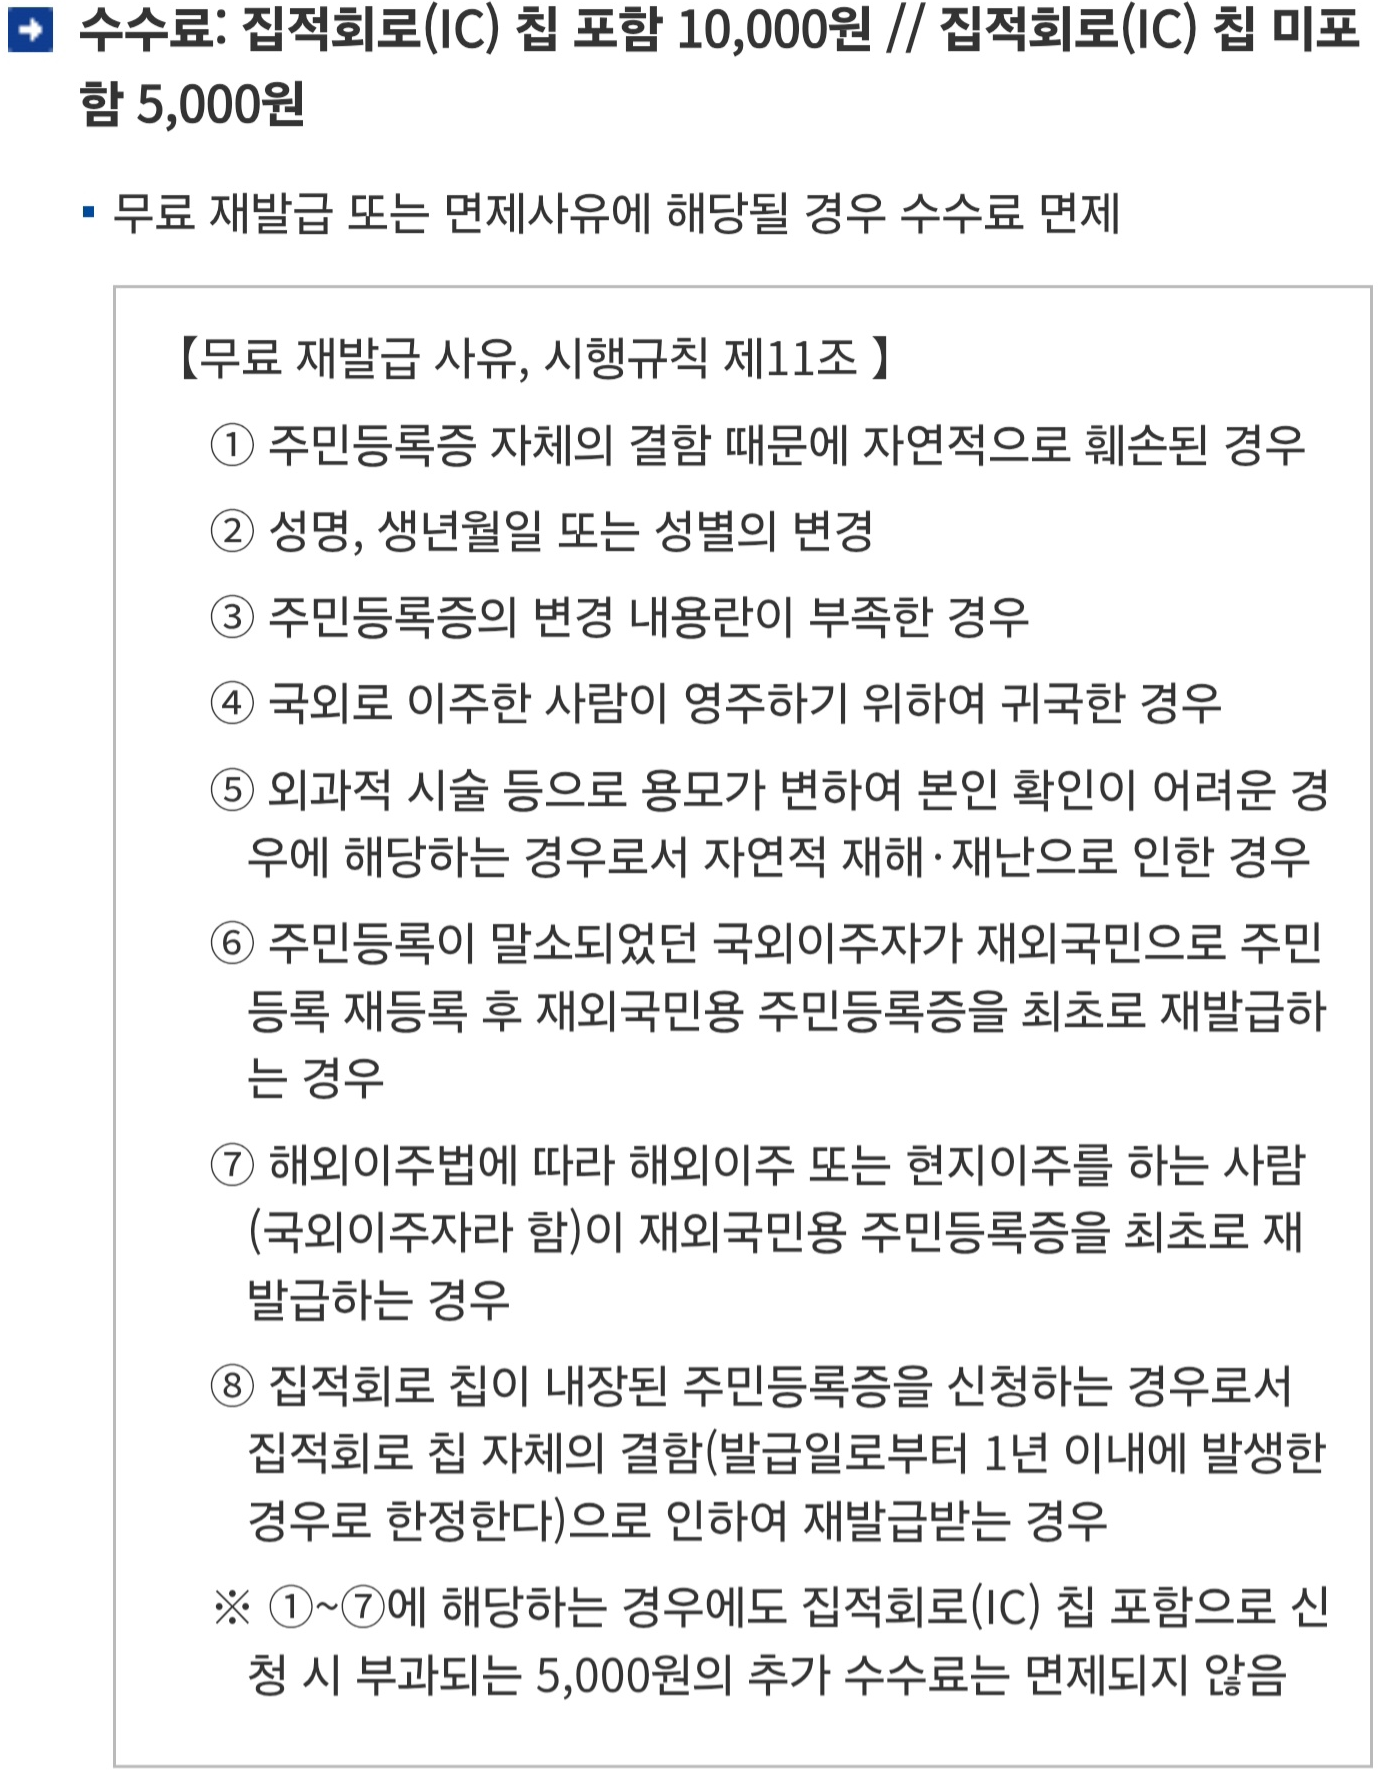 수수료: 집적회로(IC) 칩 포함 10,000원 // 집적회로(IC) 칩 미포
함 5,000원
▪ 무료 재발급 또는 면제사유에 해당될 경우 수수료 면제
【무료 재발급 사유, 시행규칙 제11조 】
① 주민등록증 자체의 결함 때문에 자연적으로 훼손된 경우
② 성명, 생년월일 또는 성별의 변경
③ 주민등록증의 변경 내용란이 부족한 경우
④ 국외로 이주한 사람이 영주하기 위하여 귀국한 경우
⑤ 외과적 시술 등으로 용모가 변하여 본인 확인이 어려운 경
우에 해당하는 경우로서 자연적 재해·재난으로 인한 경우
⑥ 주민등록이 말소되었던 국외이주자가 재외국민으로 주민
등록 재등록 후 재외국민용 주민등록증을 최초로 재발급하
는 경우
⑦ 해외이주법에 따라 해외이주 또는 현지이주를 하는 사람
(국외이주자라 함)이 재외국민용 주민등록증을 최초로 재
발급하는 경우
⑧ 집적회로 칩이 내장된 주민등록증을 신청하는 경우로서
집적회로 칩 자체의 결함(발급일로부터 1년 이내에 발생한
경우로 한정한다)으로 인하여 재발급받는 경우
※ ①~⑦에 해당하는 경우에도 집적회로(IC) 칩 포함으로 신
청 시 부과되는 5,000원의 추가 수수료는 면제되지 않음